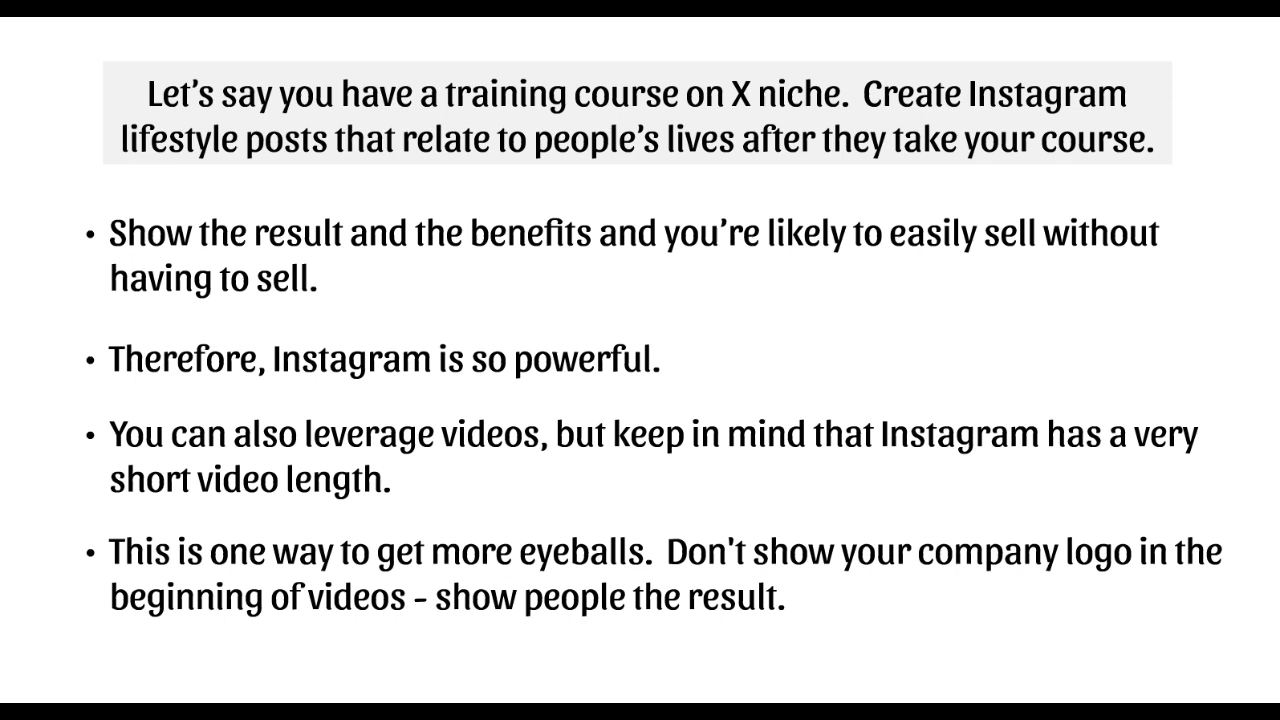 Let’s say you have a training course on X niche.  Create Instagram
lifestyle posts that relate to people’s lives after they take your course.
• Show the result and the benefits and you’re likely to easily sell without
having to sell.
• Therefore, Instagram is so powerful.
• You can also leverage videos, but keep in mind that Instagram has a very
short video length.
• This is one way to get more eyeballs.  Don't show your company logo in the
beginning of videos - show people the result.